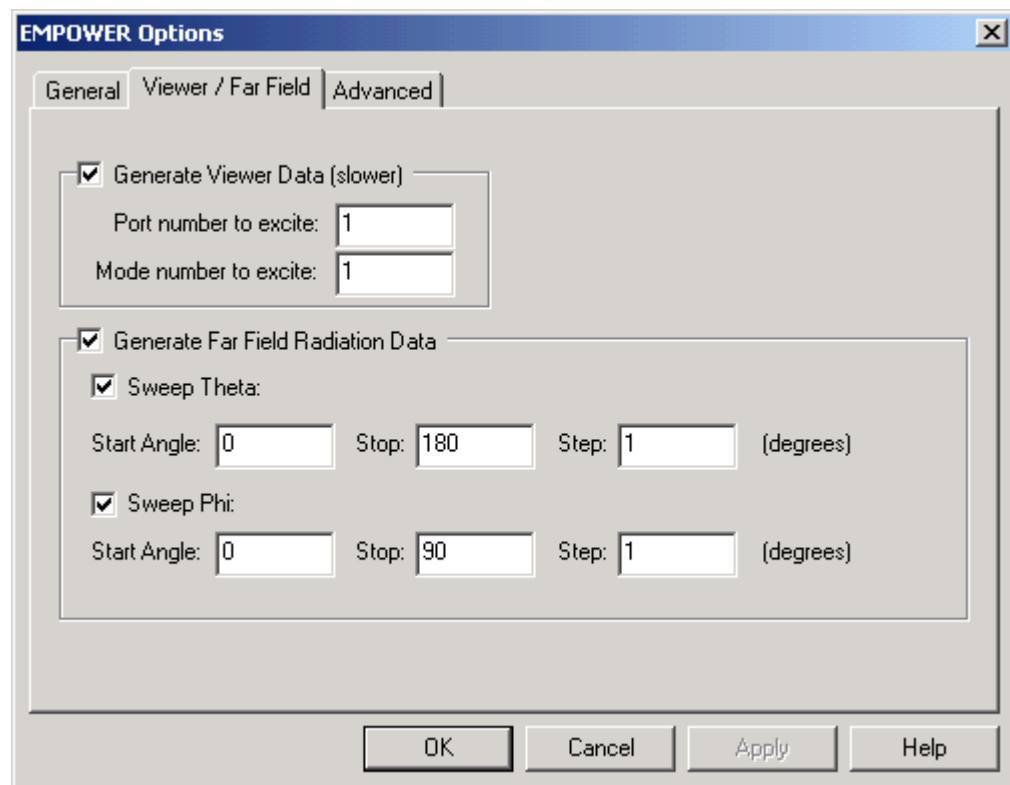 EMPOWER Options
General Viewer / Far Field Advanced
Generate Viewer Data (slower)
Port number to excite: 1
Mode number to excite: 1
Generate Far Field Radiation Data
Sweep Theta:
Start Angle: 0 Stop: 180 Step: 1 (degrees)
Sweep Phi:
Start Angle: 0 Stop: 90 Step: 1 (degrees)
OK Cancel Apply Help